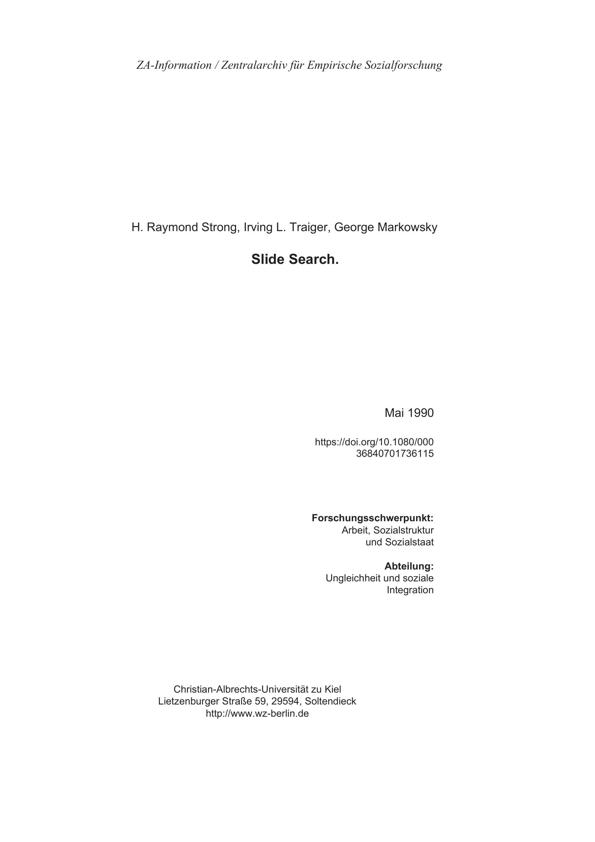 ZA-Information / Zentralarchiv für Empirische Sozialforschung
H. Raymond Strong, Irving L. Traiger, George Markowsky
Slide Search.
Mai 1990
https://doi.org/10.1080/000
36840701736115
Forschungsschwerpunkt:
Arbeit, Sozialstruktur
und Sozialstaat
Abteilung:
Ungleichheit und soziale
Integration
Christian-Albrechts-Universität zu Kiel
Lietzenburger Straße 59, 29594, Soltendieck
http://www.wz-berlin.de